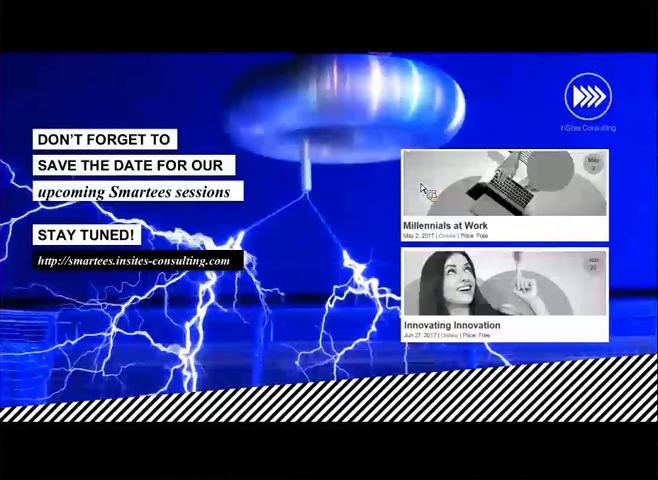 DON'T FORGET TO
SAVE THE DATE FOR OUR
upcoming Smartees sessions
STAY TUNED!
http://smartees.insites-consulting.com
InSites Consulting
May
2
Millennials at Work
May 2, 2017 | Online | Price: Free
Jun
27
Innovating Innovation
Jun 27, 2017 | Online | Price: Free